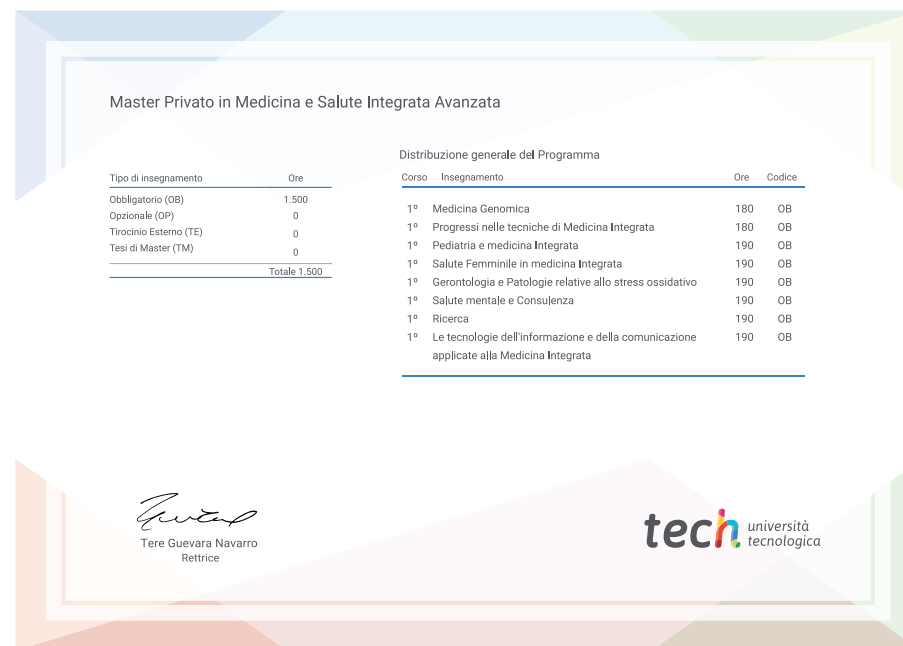 Master Privato in Medicina e Salute Integrata Avanzata
Tipo di insegnamento Ore
Obbligatorio (OB) 1.500
Opzionale (OP) 0
Tirocinio Esterno (TE) 0
Tesi di Master (TM) 0
Totale 1.500
Distribuzione generale del Programma
Corso Insegnamento Ore Codice
1º Medicina Genomica 180 OB
1º Progressi nelle tecniche di Medicina Integrata 180 OB
1º Pediatria e medicina Integrata 190 OB
1º Salute Femminile in medicina Integrata 190 OB
1º Gerontologia e Patologie relative allo stress ossidativo 190 OB
1º Salute mentale e Consulenza 190 OB
1º Ricerca 190 OB
1º Le tecnologie dell'informazione e della comunicazione 190 OB
applicate alla Medicina Integrata
Tere Guevara Navarro
Rettrice
tech università
tecnologica